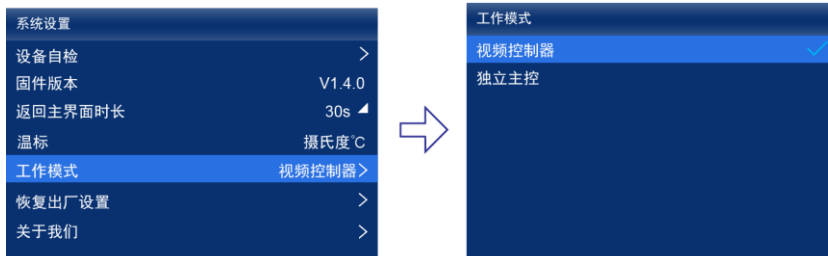 系统设置
设备自检
固件版本 V1.4.0
返回主界面时长 30s
温标 摄氏度℃
工作模式 视频控制器
恢复出厂设置
关于我们
工作模式
视频控制器
独立主控